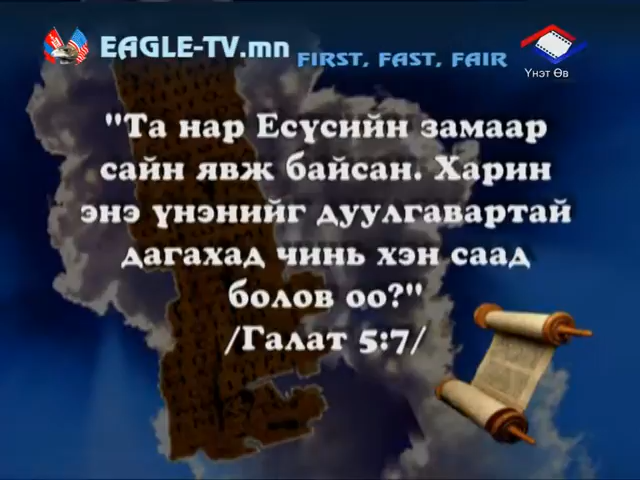 EAGLE-TV.mn
FIRST, FAST, FAIR
Үнэт Өв
"Та нар Есүсийн замаар
сайн явж байсан. Харин
энэ үнэнийг дуулгавартай
дагахад чинь хэн саад
болов оо?"
/Галат 5:7/